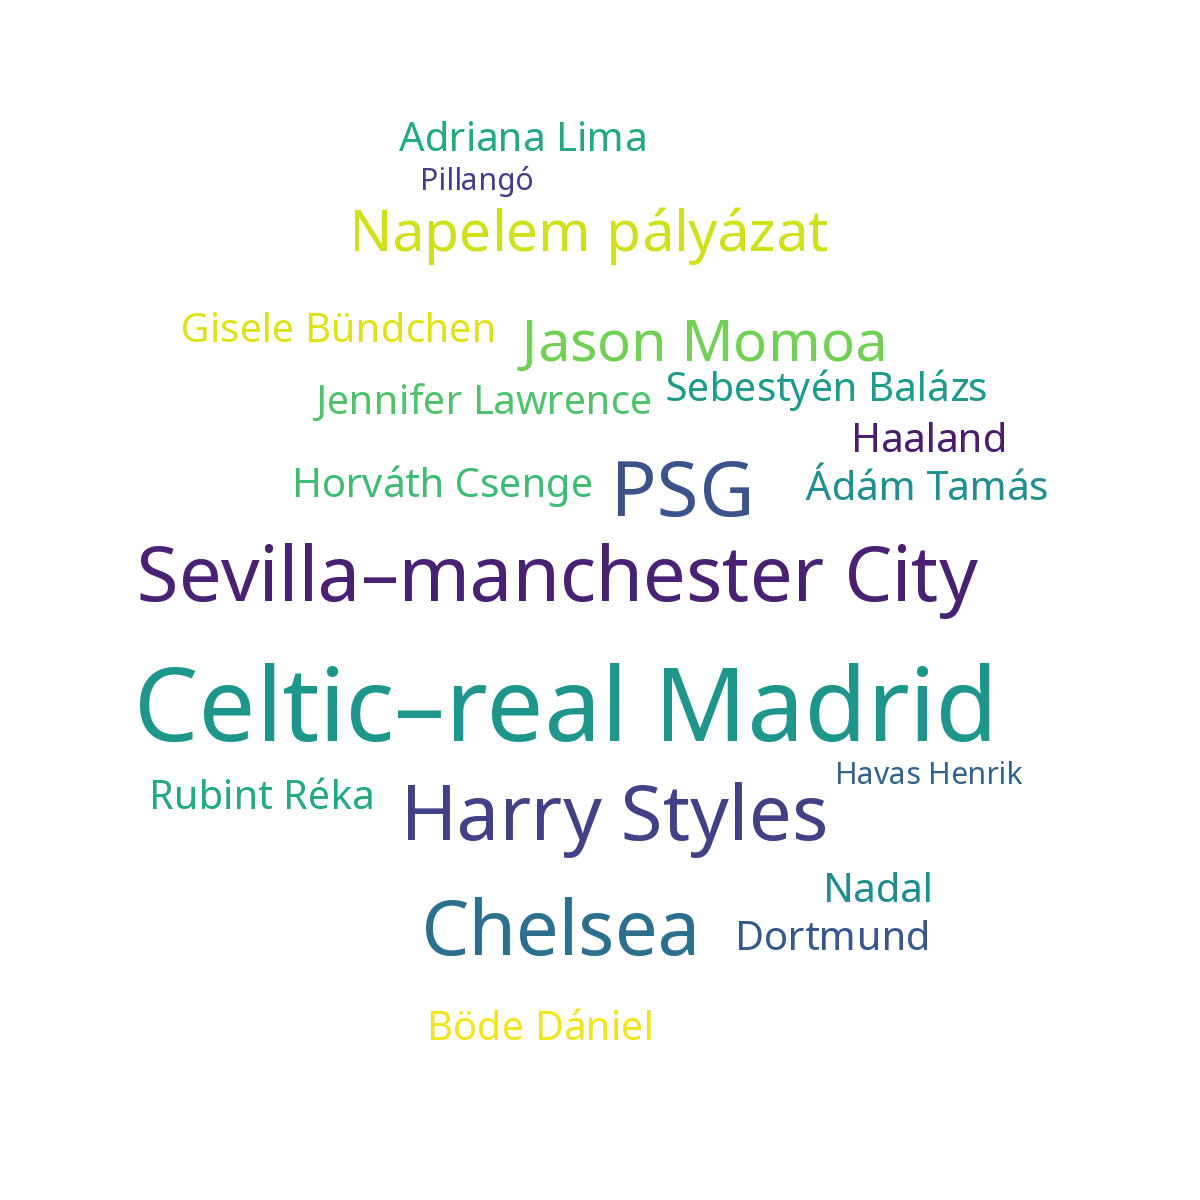 Adriana Lima
Pillangó
Napelem pályázat
Gisele Bündchen
Jason Momoa
Jennifer Lawrence
Sebestyén Balázs
Haaland
Horváth Csenge
PSG
Ádám Tamás
Sevilla–manchester City
Celtic–real Madrid
Havas Henrik
Rubint Réka
Harry Styles
Nadal
Chelsea
Dortmund
Böde Dániel